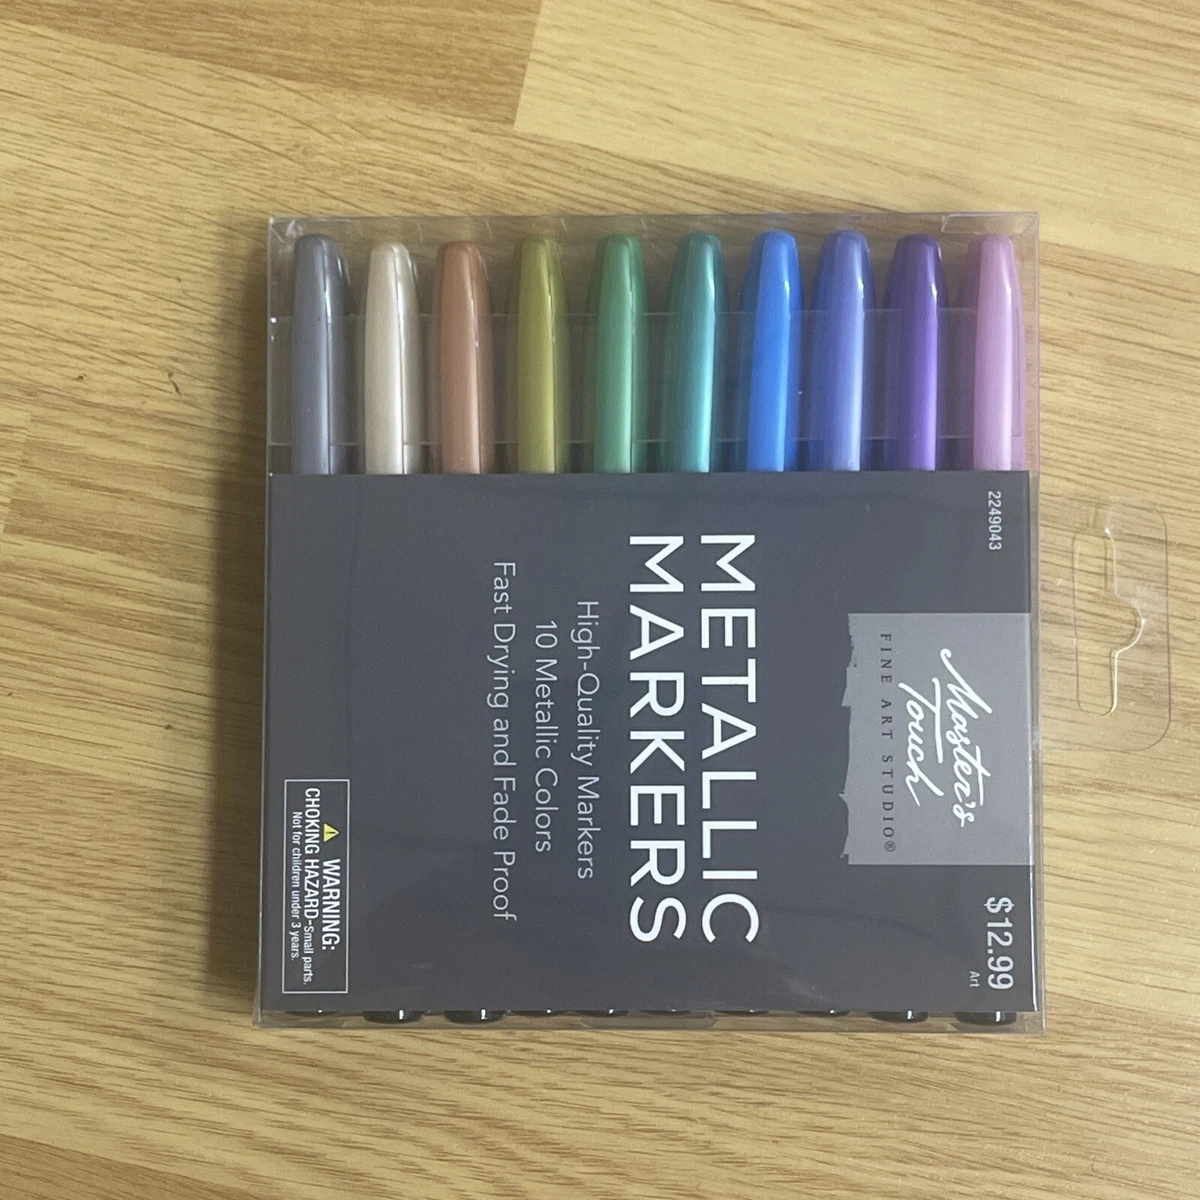 2249043
Master's
Touch
FINE ART STUDIO®
$12.99
Art
METALLIC
MARKERS
High-Quality Markers
10 Metallic Colors
Fast Drying and Fade Proof
WARNING:
CHOKING HAZARD-Small parts.
Not for children under 3 years.